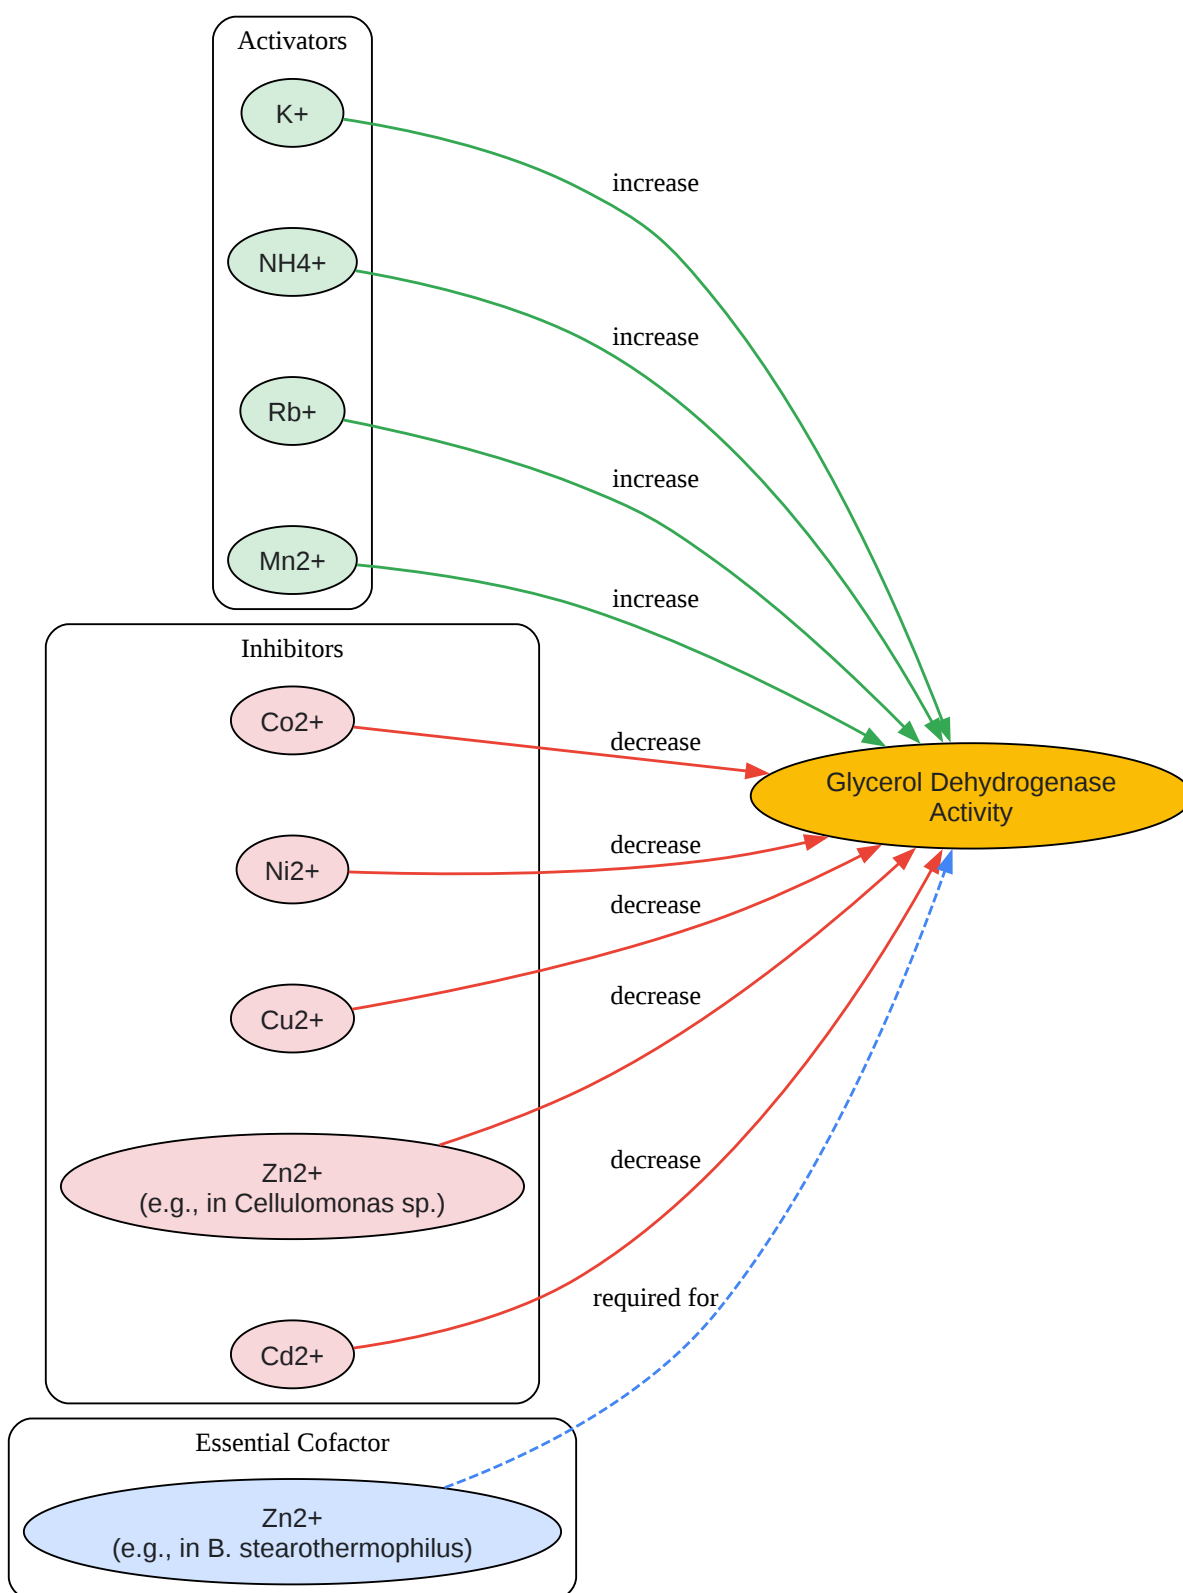 Activators
K+
increase
NH4+
increase
Rb+
increase
Mn2+
increase
Inhibitors
Co2+
decrease
Glycerol Dehydrogenase
Activity
Ni2+
decrease
decrease
Cu2+
decrease
Zn2+
(e.g., in Cellulomonas sp.)
decrease
required for
Cd2+
Essential Cofactor
Zn2+
(e.g., in B. stearothermophilus)